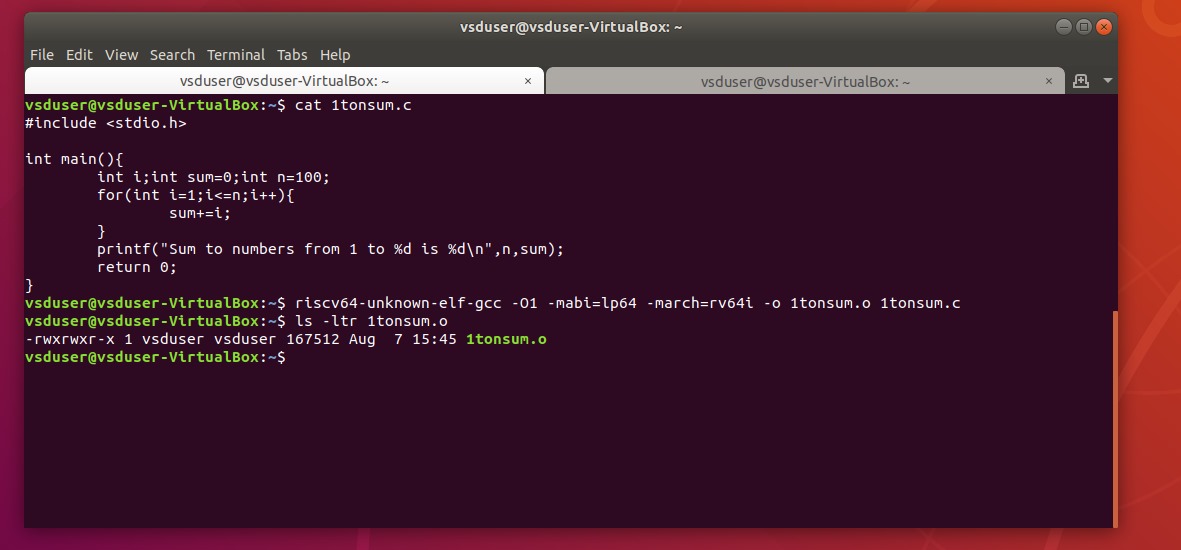 vsduser@vsduser-VirtualBox: ~
File Edit View Search Terminal Tabs Help
vsduser@vsduser-VirtualBox: ~ × vsduser@vsduser-VirtualBox: ~ ×
vsduser@vsduser-VirtualBox:~$ cat 1tonsum.c
#include <stdio.h>
int main(){
        int i;int sum=0;int n=100;
        for(int i=1;i<=n;i++){
                sum+=i;
        }
        printf("Sum to numbers from 1 to %d is %d\n",n,sum);
        return 0;
}
vsduser@vsduser-VirtualBox:~$ riscv64-unknown-elf-gcc -O1 -mabi=lp64 -march=rv64i -o 1tonsum.o 1tonsum.c
vsduser@vsduser-VirtualBox:~$ ls -ltr 1tonsum.o
-rwxrwxr-x 1 vsduser vsduser 167512 Aug  7 15:45 1tonsum.o
vsduser@vsduser-VirtualBox:~$